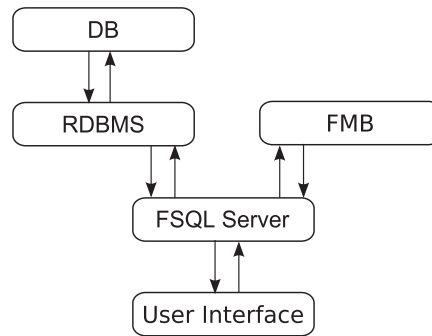 DB
RDBMS
FMB
FSQL Server
User Interface